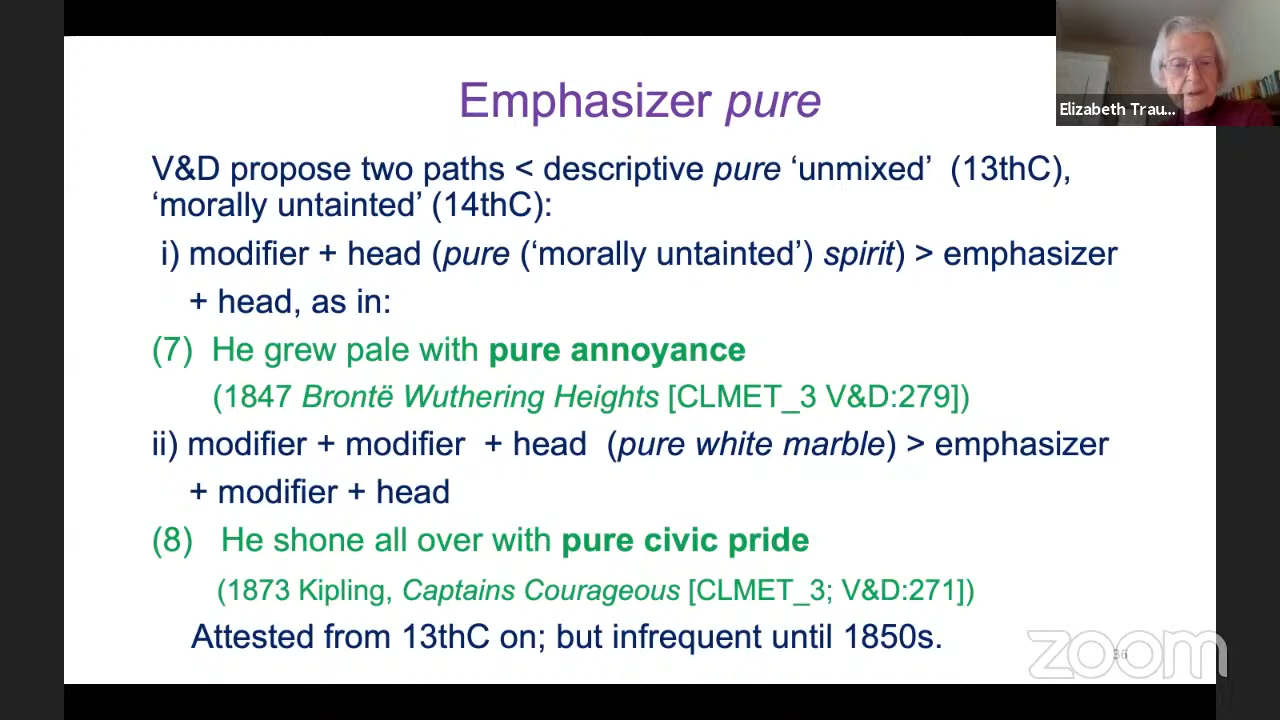 Emphasizer pure
Elizabeth Trau...
V&D propose two paths < descriptive pure ‘unmixed’ (13thC),
‘morally untainted’ (14thC):
i) modifier + head (pure (‘morally untainted’) spirit) > emphasizer
+ head, as in:
(7) He grew pale with pure annoyance
(1847 Brontë Wuthering Heights [CLMET_3 V&D:279])
ii) modifier + modifier + head (pure white marble) > emphasizer
+ modifier + head
(8) He shone all over with pure civic pride
(1873 Kipling, Captains Courageous [CLMET_3; V&D:271])
Attested from 13thC on; but infrequent until 1850s.
36
zoom